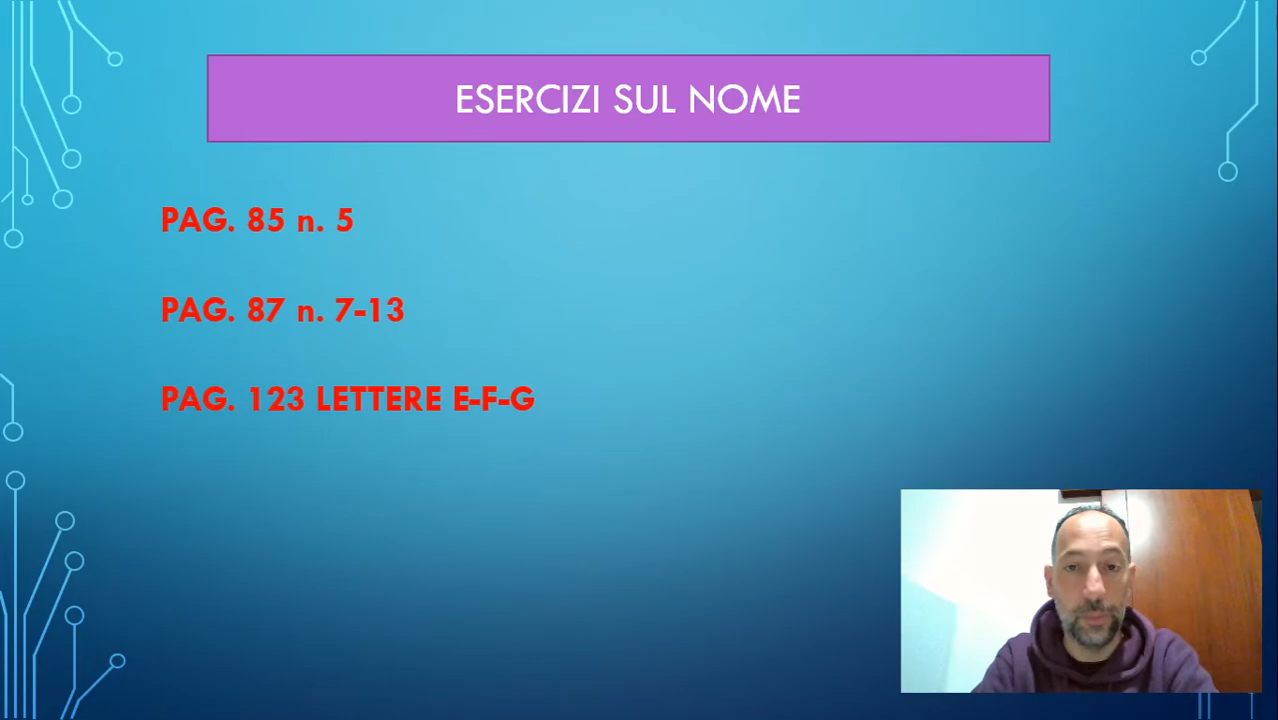 ESERCIZI SUL NOME
PAG. 85 n. 5
PAG. 87 n. 7-13
PAG. 123 LETTERE E-F-G